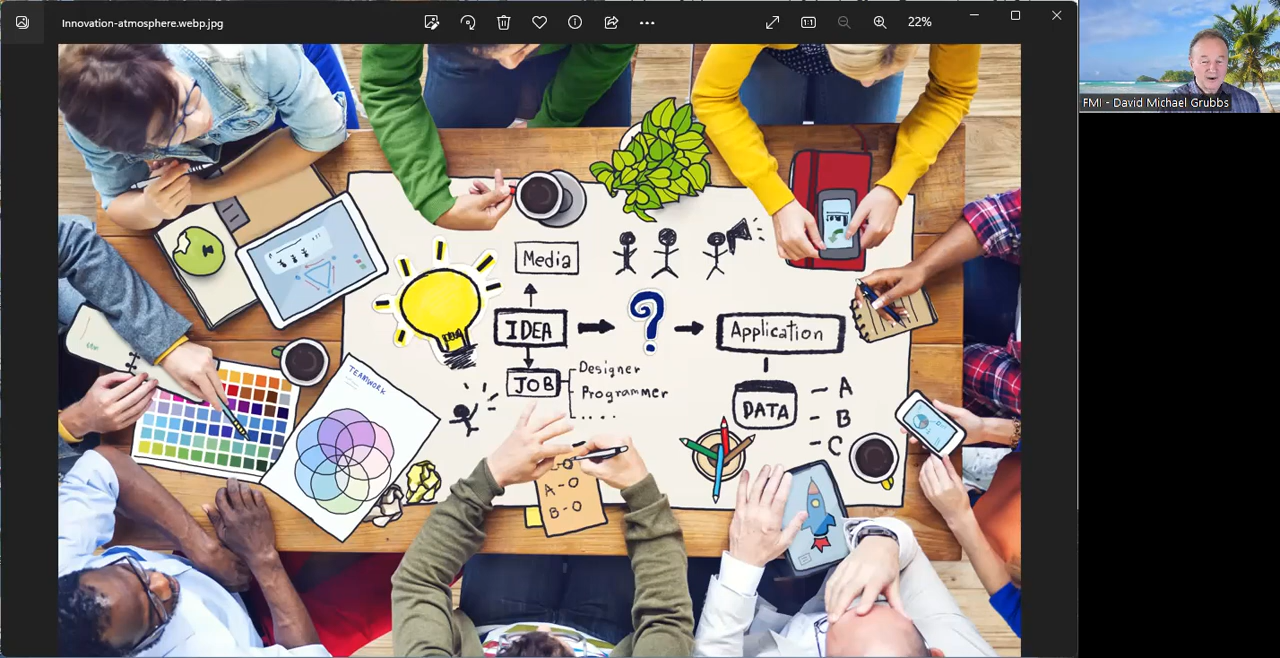 Innovation-atmosphere.webp.jpg
22%
FMI - David Michael Grubbs
Media
IDEA
?
Application
JOB
Designer
Programmer
....
DATA
- A
- B
- C
TEAMWORK
A-O
B-O